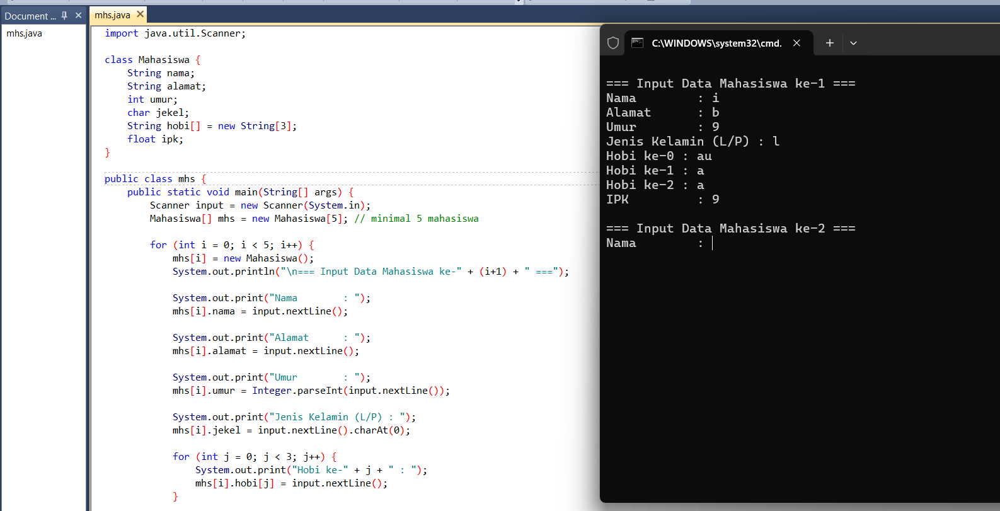 Document ...
mhs.java
mhs.java
import java.util.Scanner;
class Mahasiswa {
String nama;
String alamat;
int umur;
char jekel;
String hobi[] = new String[3];
float ipk;
}
public class mhs {
public static void main(String[] args) {
Scanner input = new Scanner(System.in);
Mahasiswa[] mhs = new Mahasiswa[5]; // minimal 5 mahasiswa
for (int i = 0; i < 5; i++) {
mhs[i] = new Mahasiswa();
System.out.println("\n=== Input Data Mahasiswa ke-" + (i+1) + " ===");
System.out.print("Nama        : ");
mhs[i].nama = input.nextLine();
System.out.print("Alamat      : ");
mhs[i].alamat = input.nextLine();
System.out.print("Umur        : ");
mhs[i].umur = Integer.parseInt(input.nextLine());
System.out.print("Jenis Kelamin (L/P) : ");
mhs[i].jekel = input.nextLine().charAt(0);
for (int j = 0; j < 3; j++) {
System.out.print("Hobi ke-" + j + " : ");
mhs[i].hobi[j] = input.nextLine();
}
C:\WINDOWS\system32\cmd.
=== Input Data Mahasiswa ke-1 ===
Nama        : i
Alamat      : b
Umur        : 9
Jenis Kelamin (L/P) : l
Hobi ke-0 : au
Hobi ke-1 : a
Hobi ke-2 : a
IPK         : 9
=== Input Data Mahasiswa ke-2 ===
Nama        :